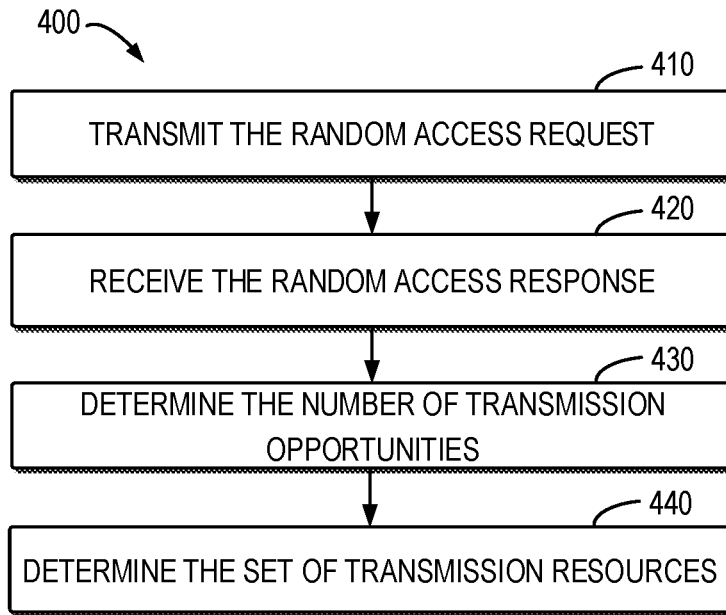 400
410
TRANSMIT THE RANDOM ACCESS REQUEST
420
RECEIVE THE RANDOM ACCESS RESPONSE
430
DETERMINE THE NUMBER OF TRANSMISSION
OPPORTUNITIES
440
DETERMINE THE SET OF TRANSMISSION RESOURCES